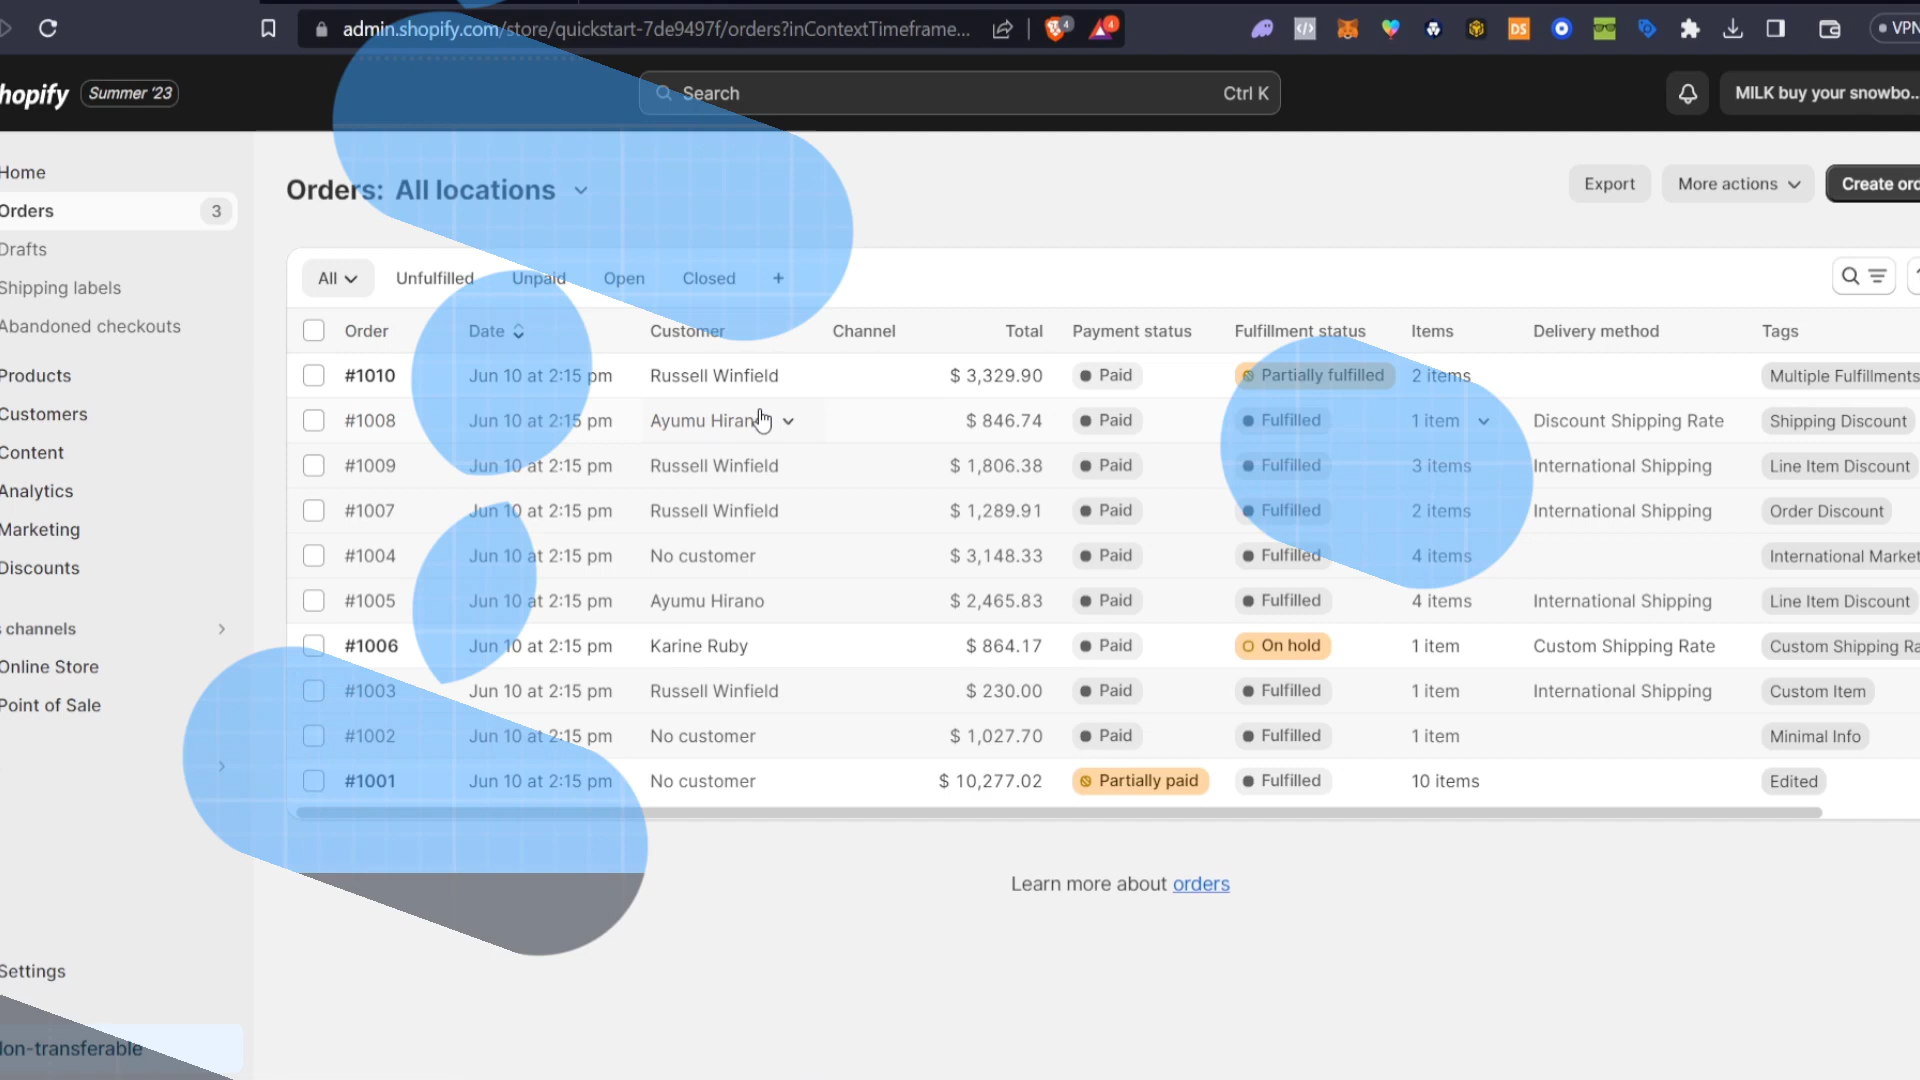 admin.shopify.com/store/quickstart-7de9497f/orders?inContextTimeframe...
4
4
DS
VPN
hopify Summer '23
Search Ctrl K
MILK buy your snowbo...
Home
Orders 3
Drafts
Shipping labels
Abandoned checkouts
Products
Customers
Content
Analytics
Marketing
Discounts
s channels
Online Store
Point of Sale
Settings
lon-transferable
Orders: All locations
Export More actions Create ord
All Unfulfilled Unpaid Open Closed +
Order Date Customer Channel Total Payment status Fulfillment status Items Delivery method Tags
#1010 Jun 10 at 2:15 pm Russell Winfield $ 3,329.90 Paid Partially fulfilled 2 items Multiple Fulfillments
#1008 Jun 10 at 2:15 pm Ayumu Hirano $ 846.74 Paid Fulfilled 1 item Discount Shipping Rate Shipping Discount
#1009 Jun 10 at 2:15 pm Russell Winfield $ 1,806.38 Paid Fulfilled 3 items International Shipping Line Item Discount
#1007 Jun 10 at 2:15 pm Russell Winfield $ 1,289.91 Paid Fulfilled 2 items International Shipping Order Discount
#1004 Jun 10 at 2:15 pm No customer $ 3,148.33 Paid Fulfilled 4 items International Market
#1005 Jun 10 at 2:15 pm Ayumu Hirano $ 2,465.83 Paid Fulfilled 4 items International Shipping Line Item Discount
#1006 Jun 10 at 2:15 pm Karine Ruby $ 864.17 Paid On hold 1 item Custom Shipping Rate Custom Shipping Ra
#1003 Jun 10 at 2:15 pm Russell Winfield $ 230.00 Paid Fulfilled 1 item International Shipping Custom Item
#1002 Jun 10 at 2:15 pm No customer $ 1,027.70 Paid Fulfilled 1 item Minimal Info
#1001 Jun 10 at 2:15 pm No customer $ 10,277.02 Partially paid Fulfilled 10 items Edited
Learn more about orders